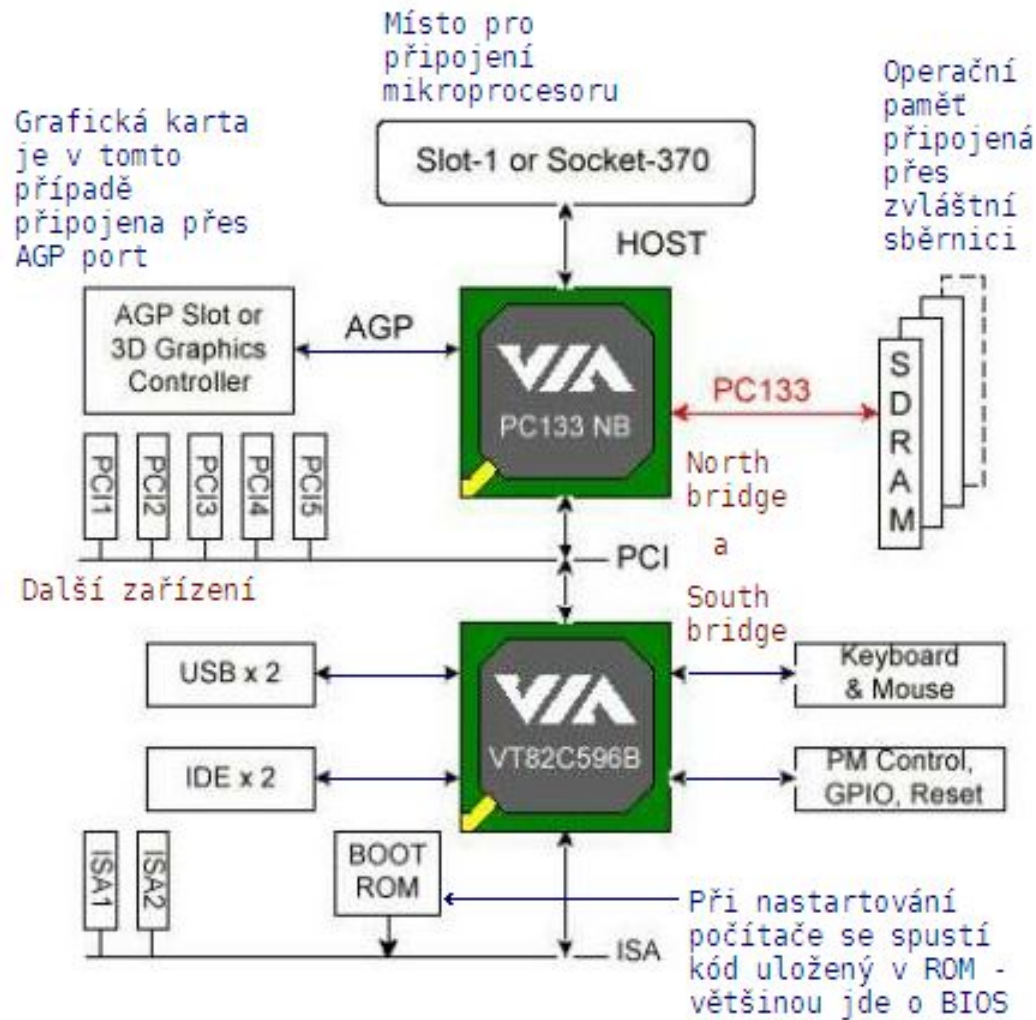 Místo pro
připojení
mikroprocesoru
Operační
paměť
připojená
přes
zvláštní
sběrnici
Grafická karta
je v tomto
případě
připojena přes
AGP port
Slot-1 or Socket-370
HOST
AGP Slot or
3D Graphics
Controller
AGP
VIA
PC133 NB
PC133
SDRAM
PCI1
PCI2
PCI3
PCI4
PCI5
North
bridge
a
South
bridge
PCI
Další zařízení
USB x 2
VIA
VT82C596B
Keyboard
& Mouse
IDE x 2
PM Control,
GPIO, Reset
ISA1
ISA2
BOOT
ROM
ISA
Při nastartování
počítače se spustí
kód uložený v ROM -
většinou jde o BIOS